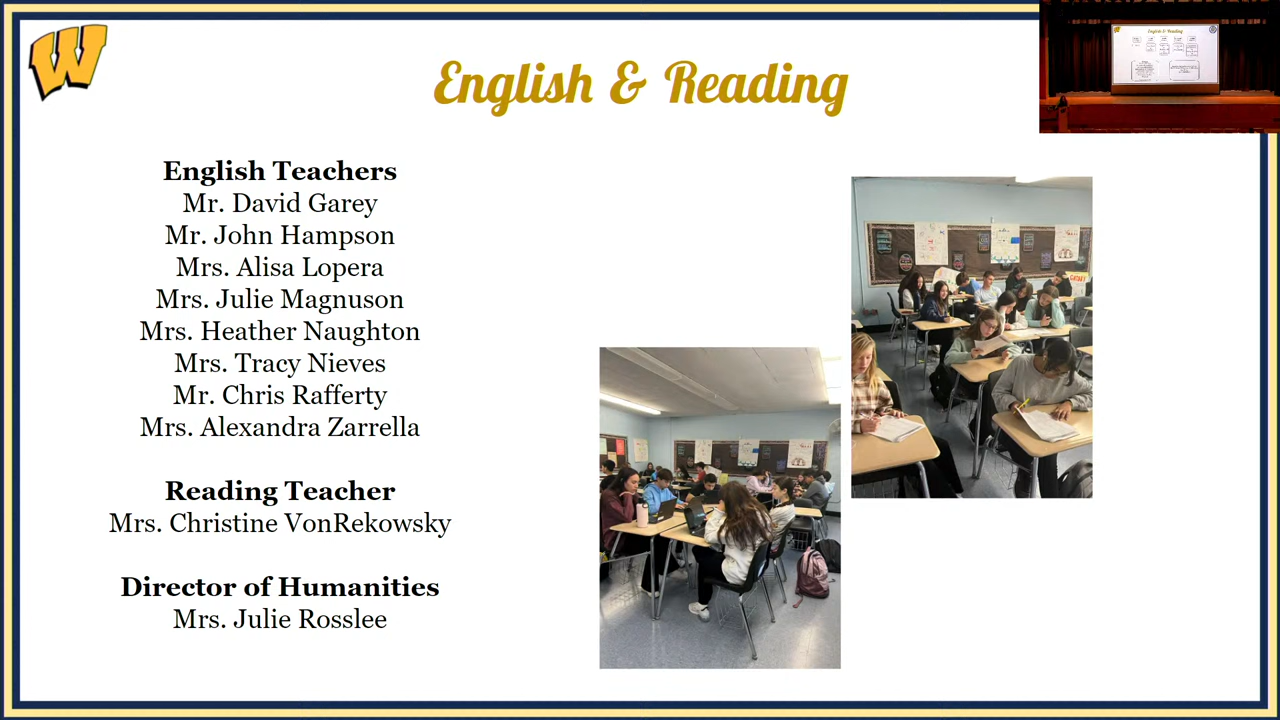 W
English & Reading
English & Reading
English Teachers
Mr. David Garey
Mr. John Hampson
Mrs. Alisa Lopera
Mrs. Julie Magnuson
Mrs. Heather Naughton
Mrs. Tracy Nieves
Mr. Chris Rafferty
Mrs. Alexandra Zarrella
Reading Teacher
Mrs. Christine VonRekowsky
Director of Humanities
Mrs. Julie Rosslee